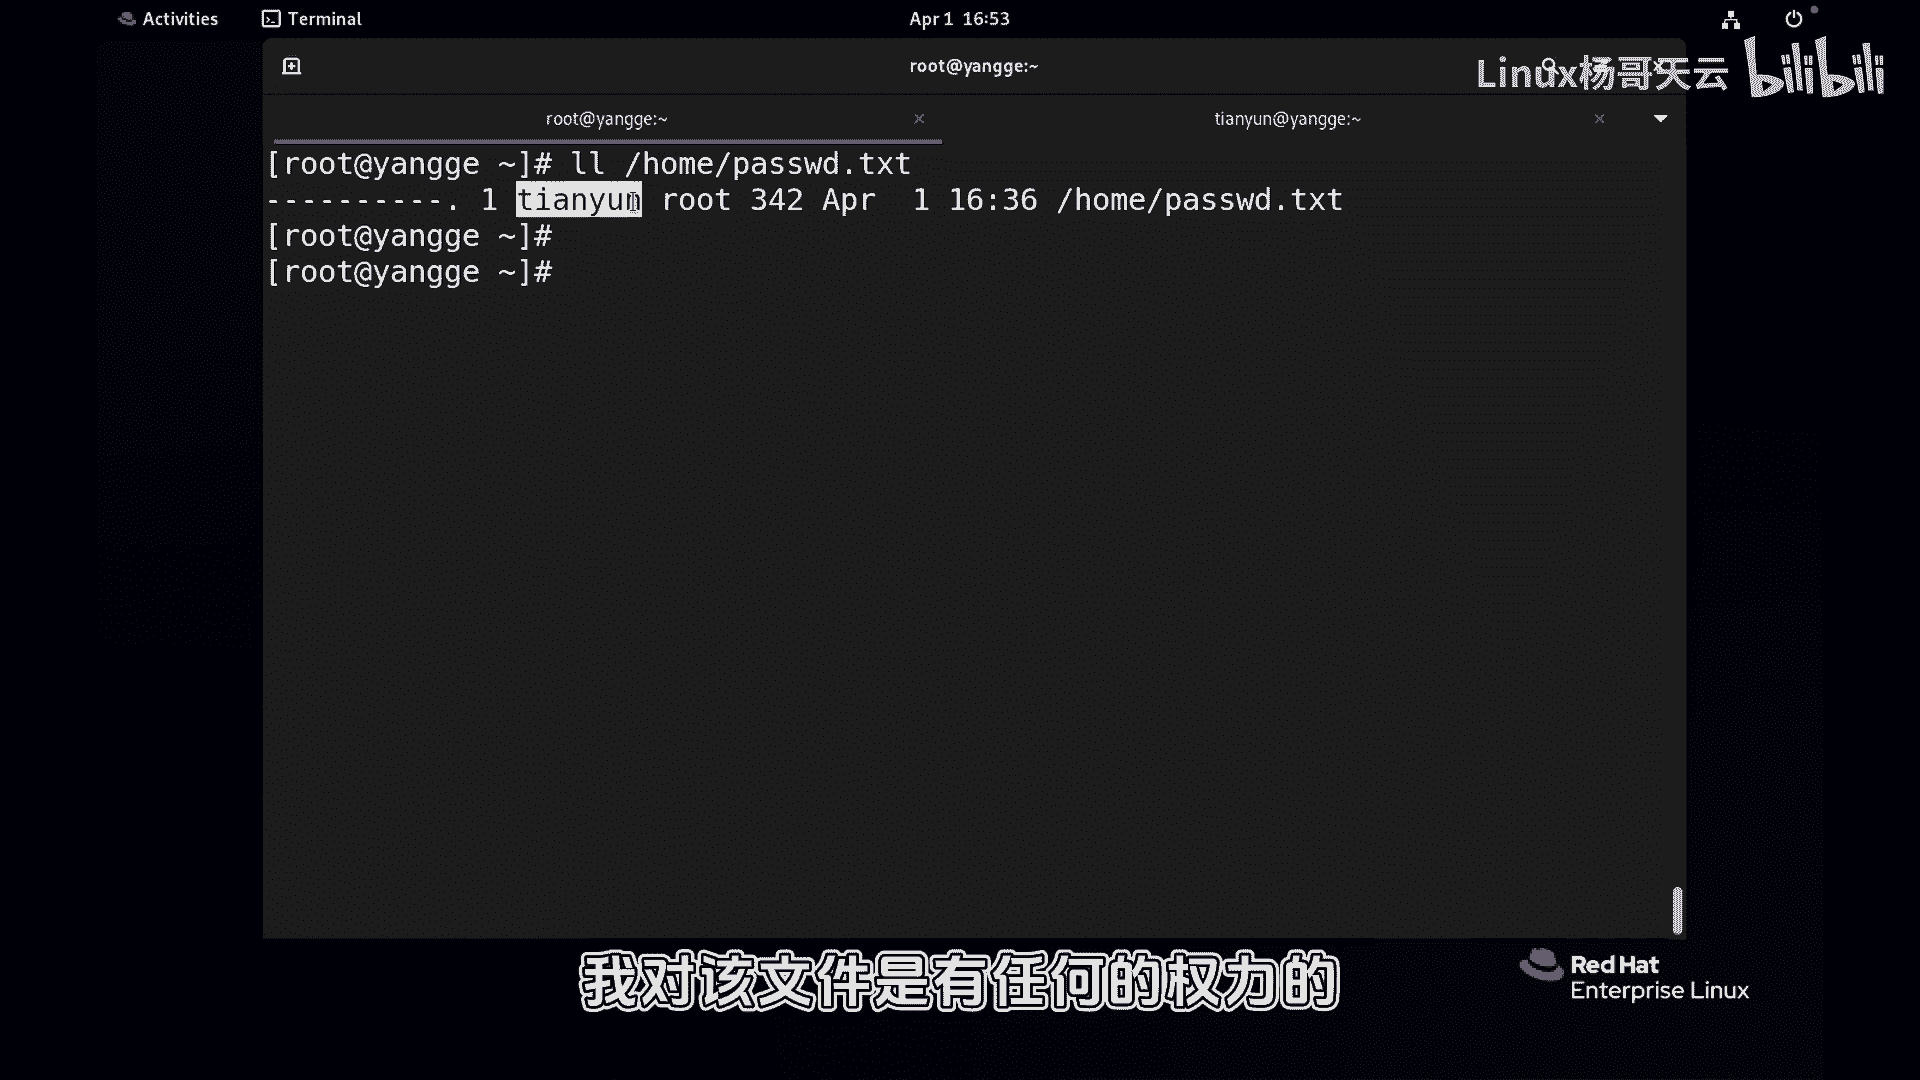 Activities Terminal Apr 1 16:53
root@yangge:~
Linux杨哥天云 bilibili
root@yangge:~ tianyun@yangge:~
[root@yangge ~]# ll /home/passwd.txt
----------. 1 tianyun root 342 Apr  1 16:36 /home/passwd.txt
[root@yangge ~]#
[root@yangge ~]#
我对该文件是有任何的权力的
Red Hat
Enterprise Linux